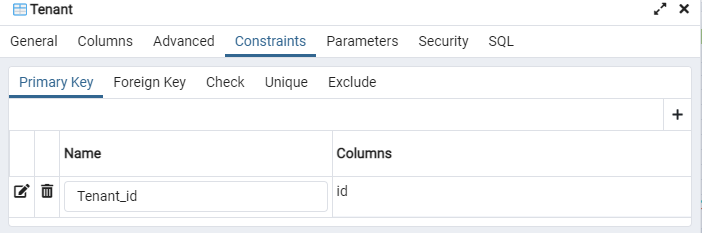 Tenant
General Columns Advanced Constraints Parameters Security SQL
Primary Key Foreign Key Check Unique Exclude
+
Name Columns
Tenant_id id